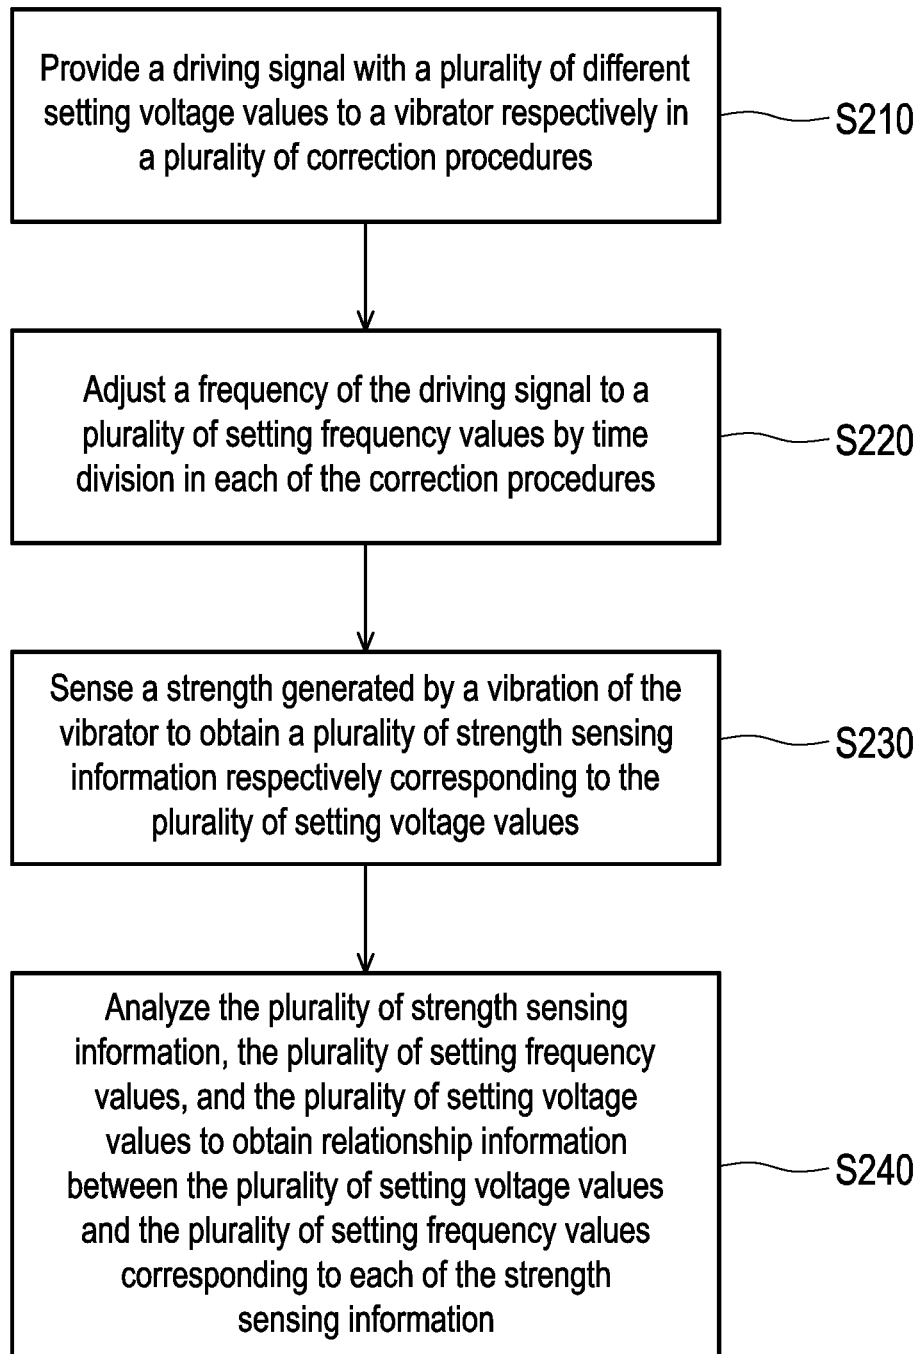 Provide a driving signal with a plurality of different
setting voltage values to a vibrator respectively in
a plurality of correction procedures
S210
Adjust a frequency of the driving signal to a
plurality of setting frequency values by time
division in each of the correction procedures
S220
Sense a strength generated by a vibration of the
vibrator to obtain a plurality of strength sensing
information respectively corresponding to the
plurality of setting voltage values
S230
Analyze the plurality of strength sensing
information, the plurality of setting frequency
values, and the plurality of setting voltage
values to obtain relationship information
between the plurality of setting voltage values
and the plurality of setting frequency values
corresponding to each of the strength
sensing information
S240